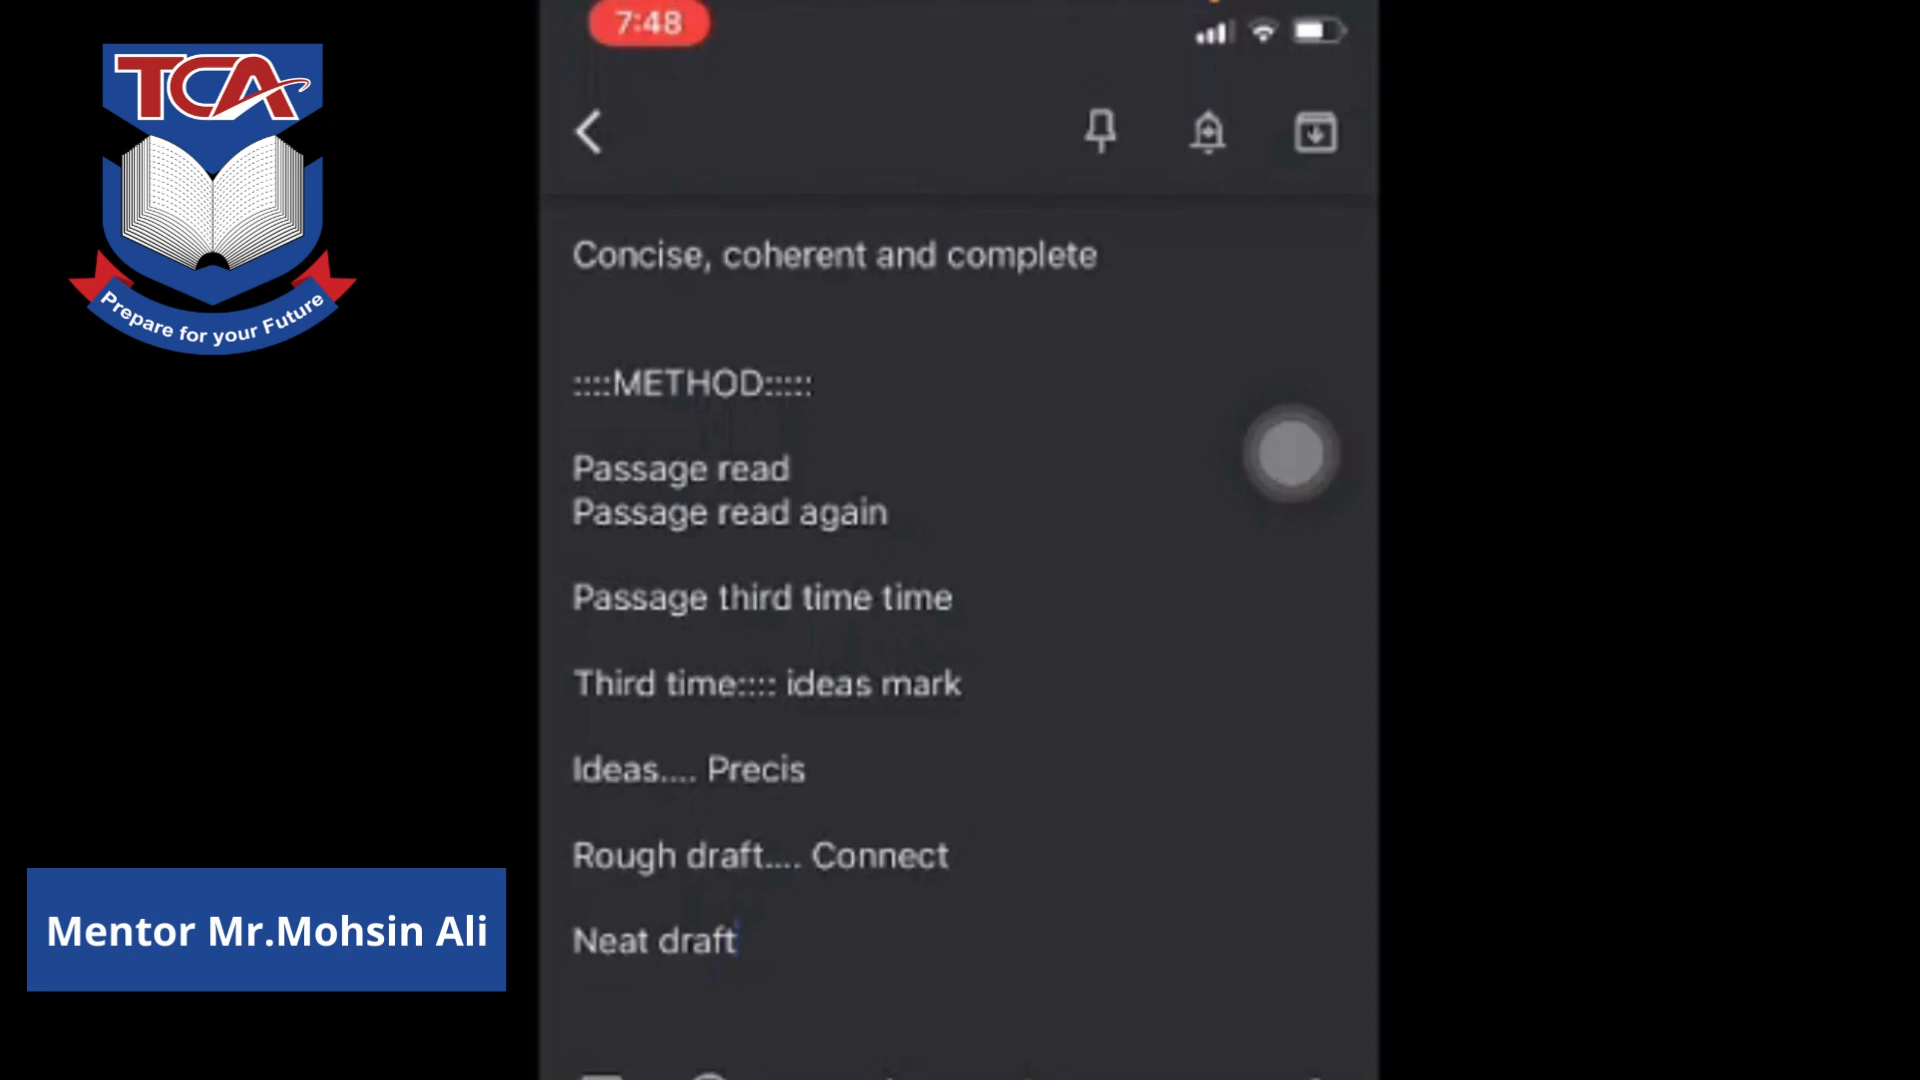 TCA
Prepare for your Future
7:48
Concise, coherent and complete
::::METHOD:::::
Passage read
Passage read again
Passage third time time
Third time:::: ideas mark
Ideas.... Precis
Rough draft.... Connect
Neat draft
Mentor Mr.Mohsin Ali